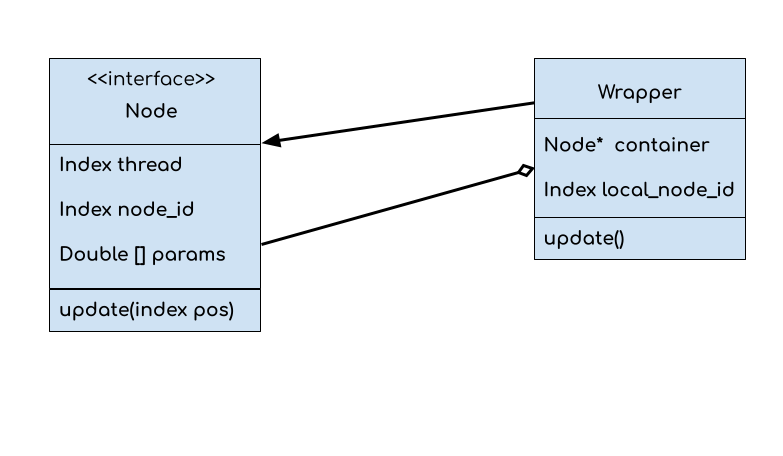 <<interface>>
Node
Index thread
Index node_id
Double [] params
update(index pos)
Wrapper
Node*  container
Index local_node_id
update()